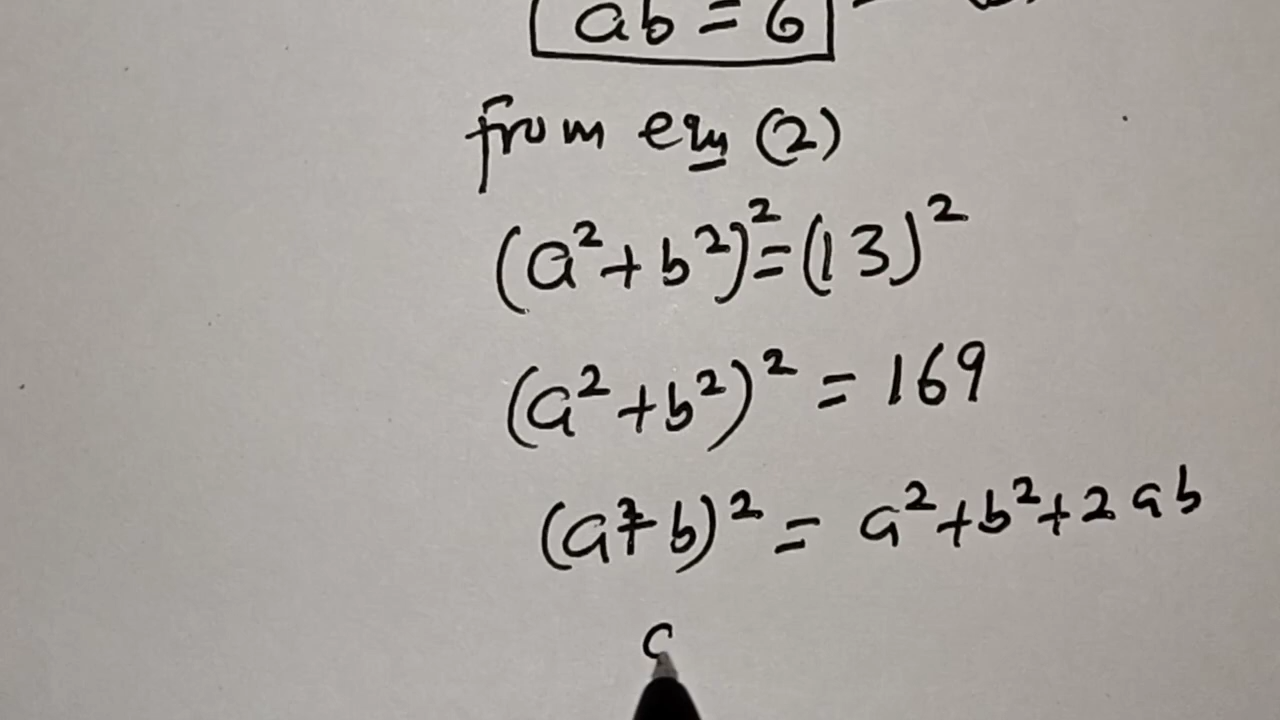 ab = 6
from eqn (2)
(a²+b²)²=(13)²
(a²+b²)² = 169
(a+b)² = a²+b²+2ab
a